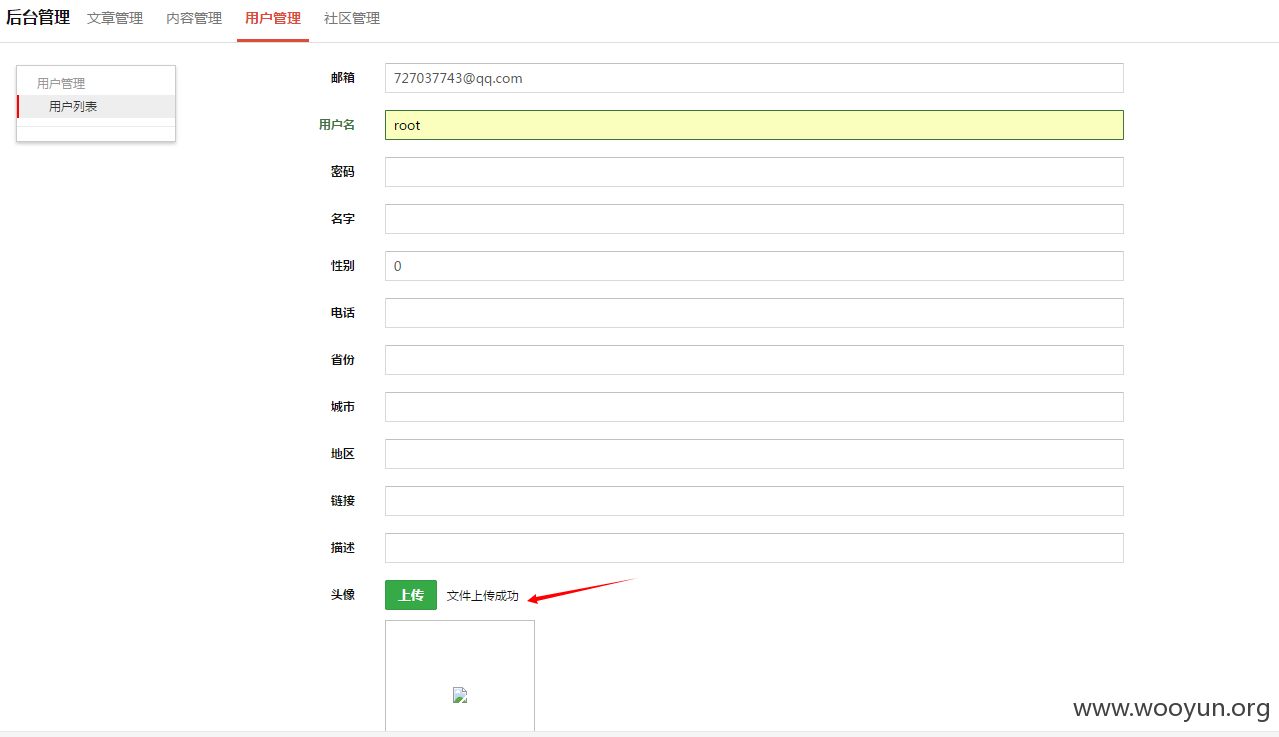 后台管理 文章管理 内容管理 用户管理 社区管理
用户管理
用户列表
邮箱 727037743@qq.com
用户名 root
密码
名字
性别 0
电话
省份
城市
地区
链接
描述
头像 上传 文件上传成功
www.wooyun.org